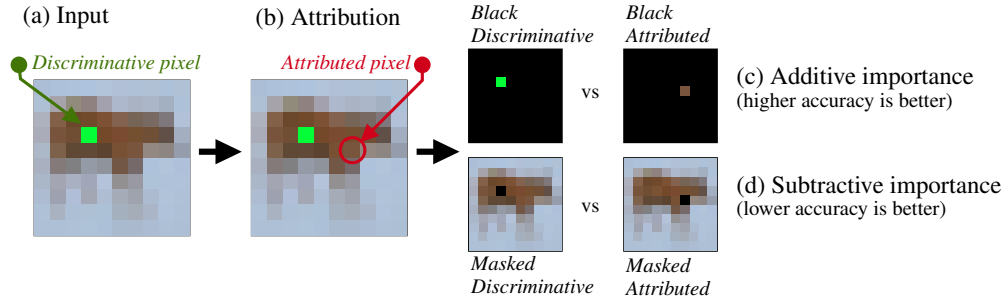 (a) Input
(b) Attribution
Discriminative pixel
Attributed pixel
Black
Discriminative
vs
Black
Attributed
(c) Additive importance
(higher accuracy is better)
vs
(d) Subtractive importance
(lower accuracy is better)
Masked
Discriminative
Masked
Attributed